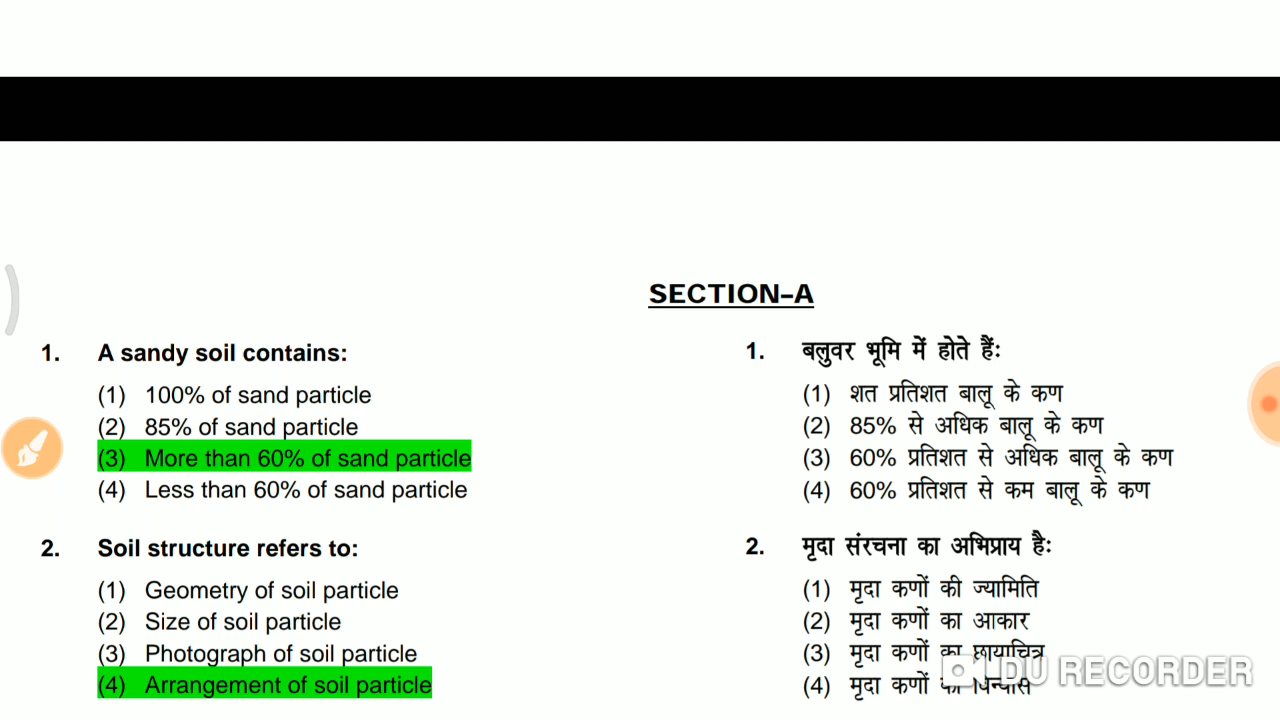 SECTION–A
1. A sandy soil contains:
(1) 100% of sand particle
(2) 85% of sand particle
(3) More than 60% of sand particle
(4) Less than 60% of sand particle
2. Soil structure refers to:
(1) Geometry of soil particle
(2) Size of soil particle
(3) Photograph of soil particle
(4) Arrangement of soil particle
1. बलुवर भूमि में होते हैंः
(1) शत प्रतिशत बालू के कण
(2) 85% से अधिक बालू के कण
(3) 60% प्रतिशत से अधिक बालू के कण
(4) 60% प्रतिशत से कम बालू के कण
2. मृदा संरचना का अभिप्राय हैः
(1) मृदा कणों की ज्यामिति
(2) मृदा कणों का आकार
(3) मृदा कणों का छायाचित्र
(4) मृदा कणों का विन्यास
DU RECORDER